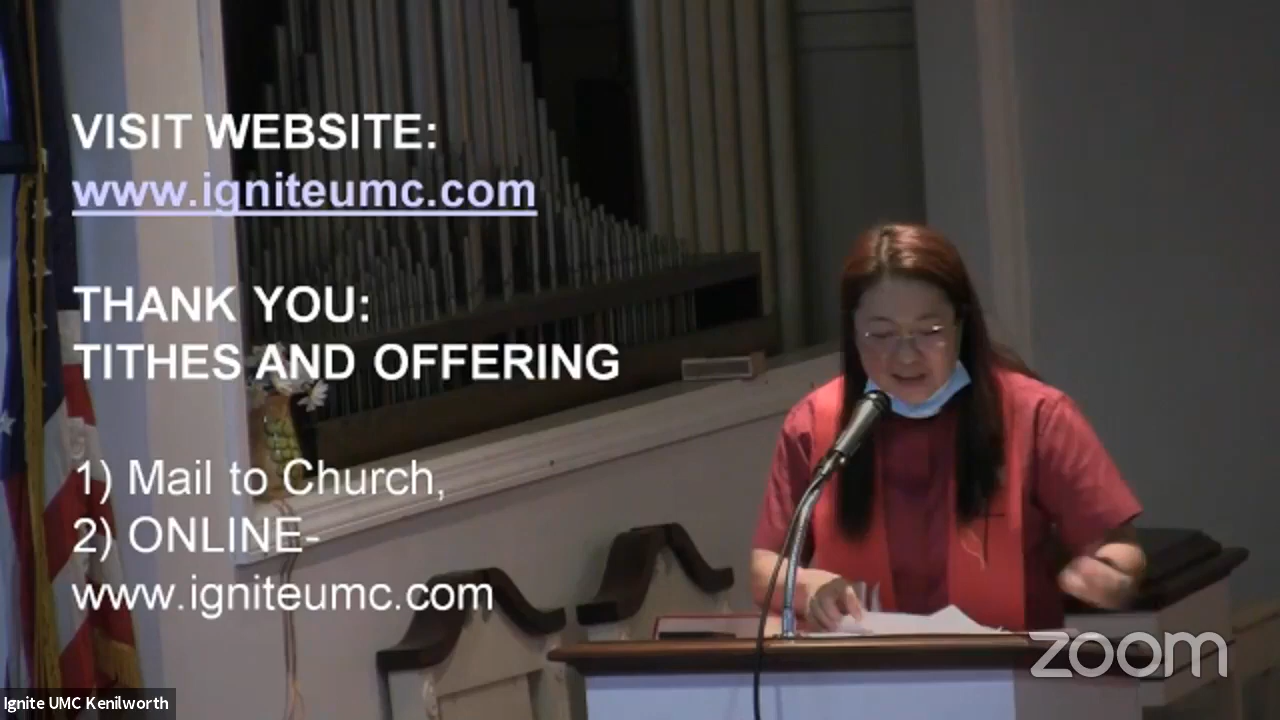 VISIT WEBSITE:
www.igniteumc.com
THANK YOU:
TITHES AND OFFERING
1) Mail to Church,
2) ONLINE-
www.igniteumc.com
zoom
Ignite UMC Kenilworth